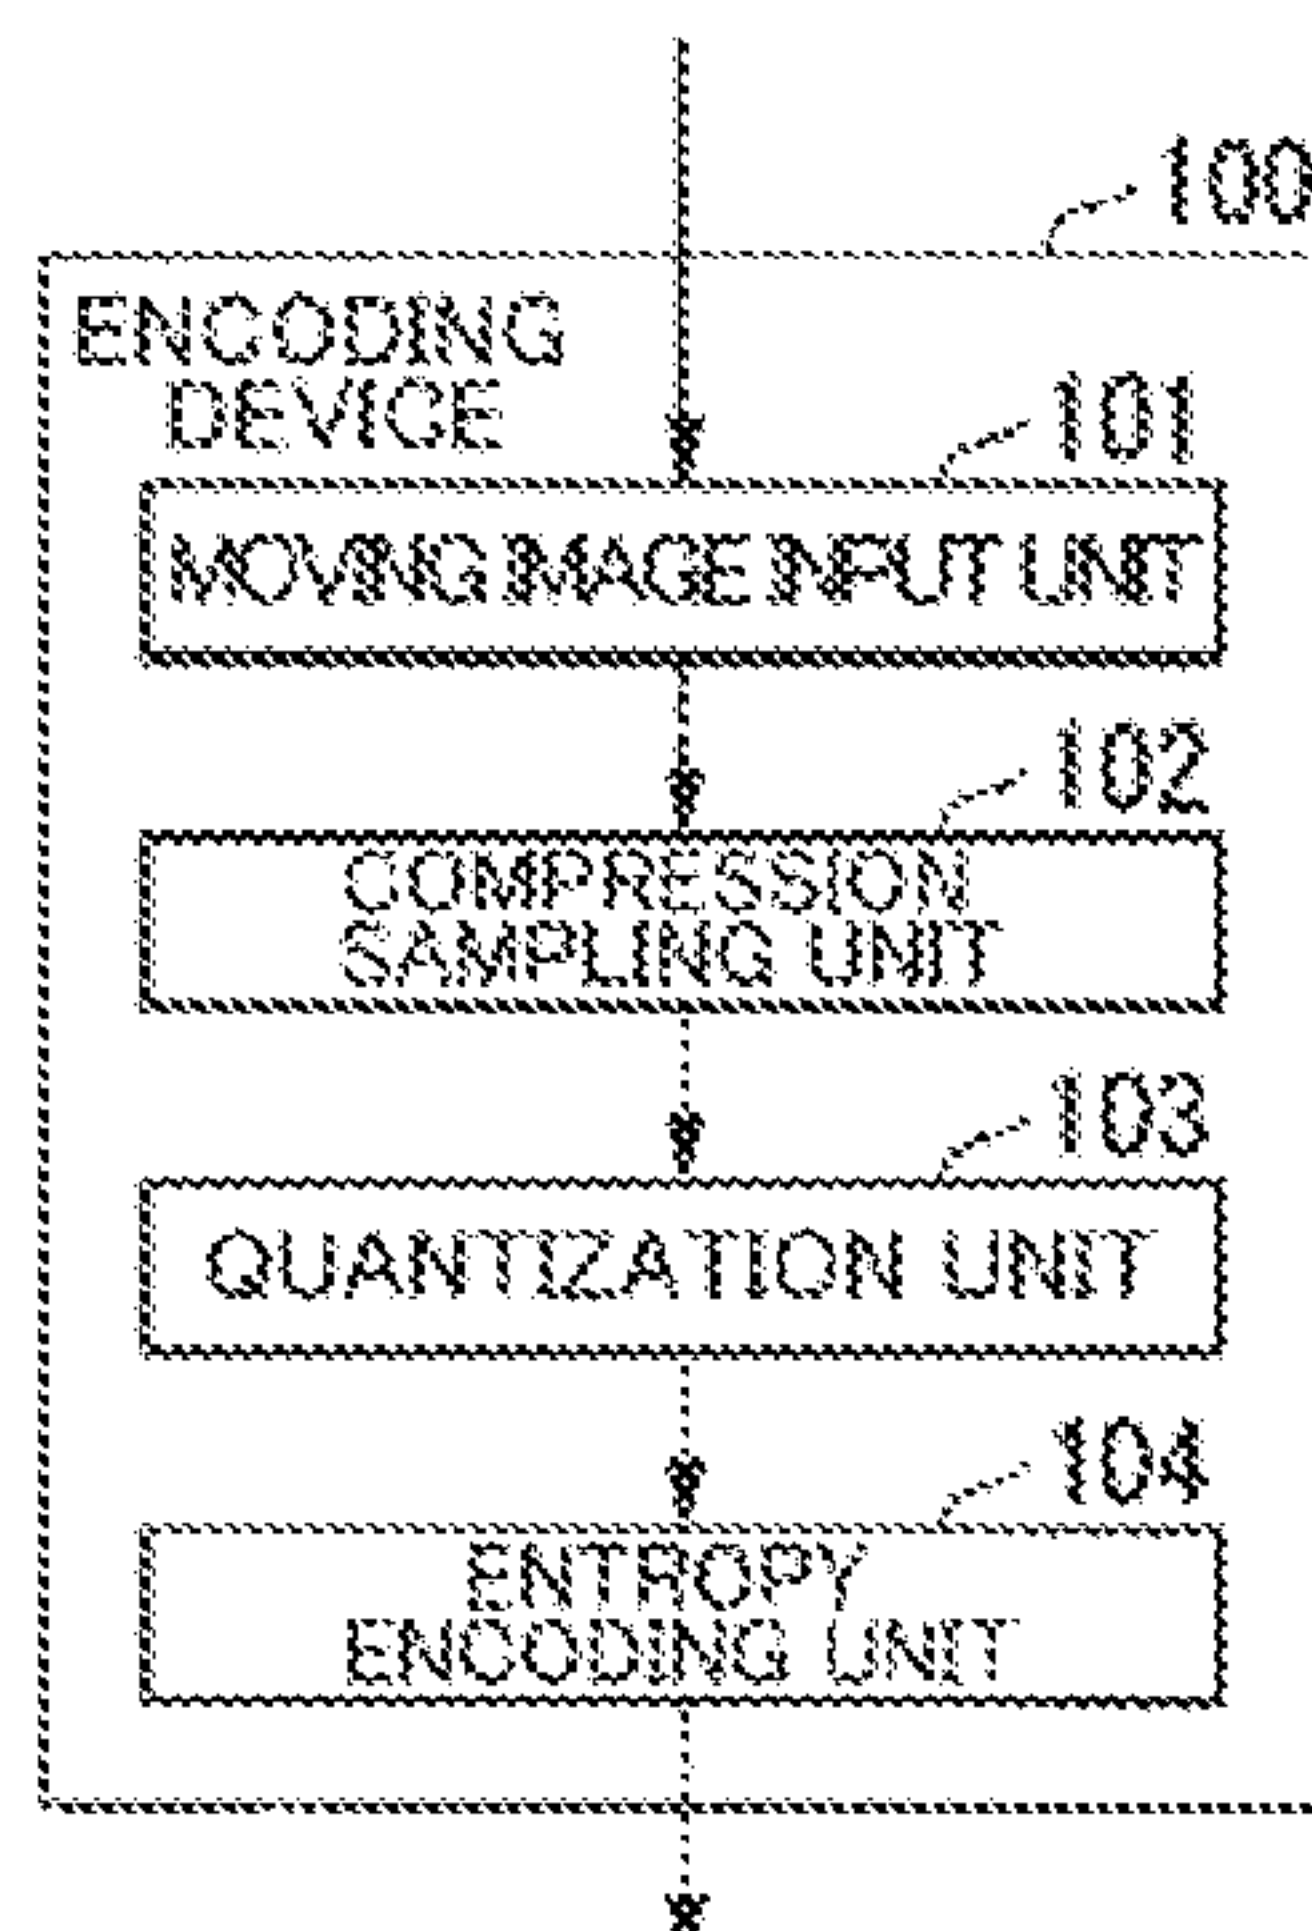 100
ENCODING
DEVICE
101
MOVING IMAGE INPUT UNIT
102
COMPRESSION
SAMPLING UNIT
103
QUANTIZATION UNIT
104
ENTROPY
ENCODING UNIT